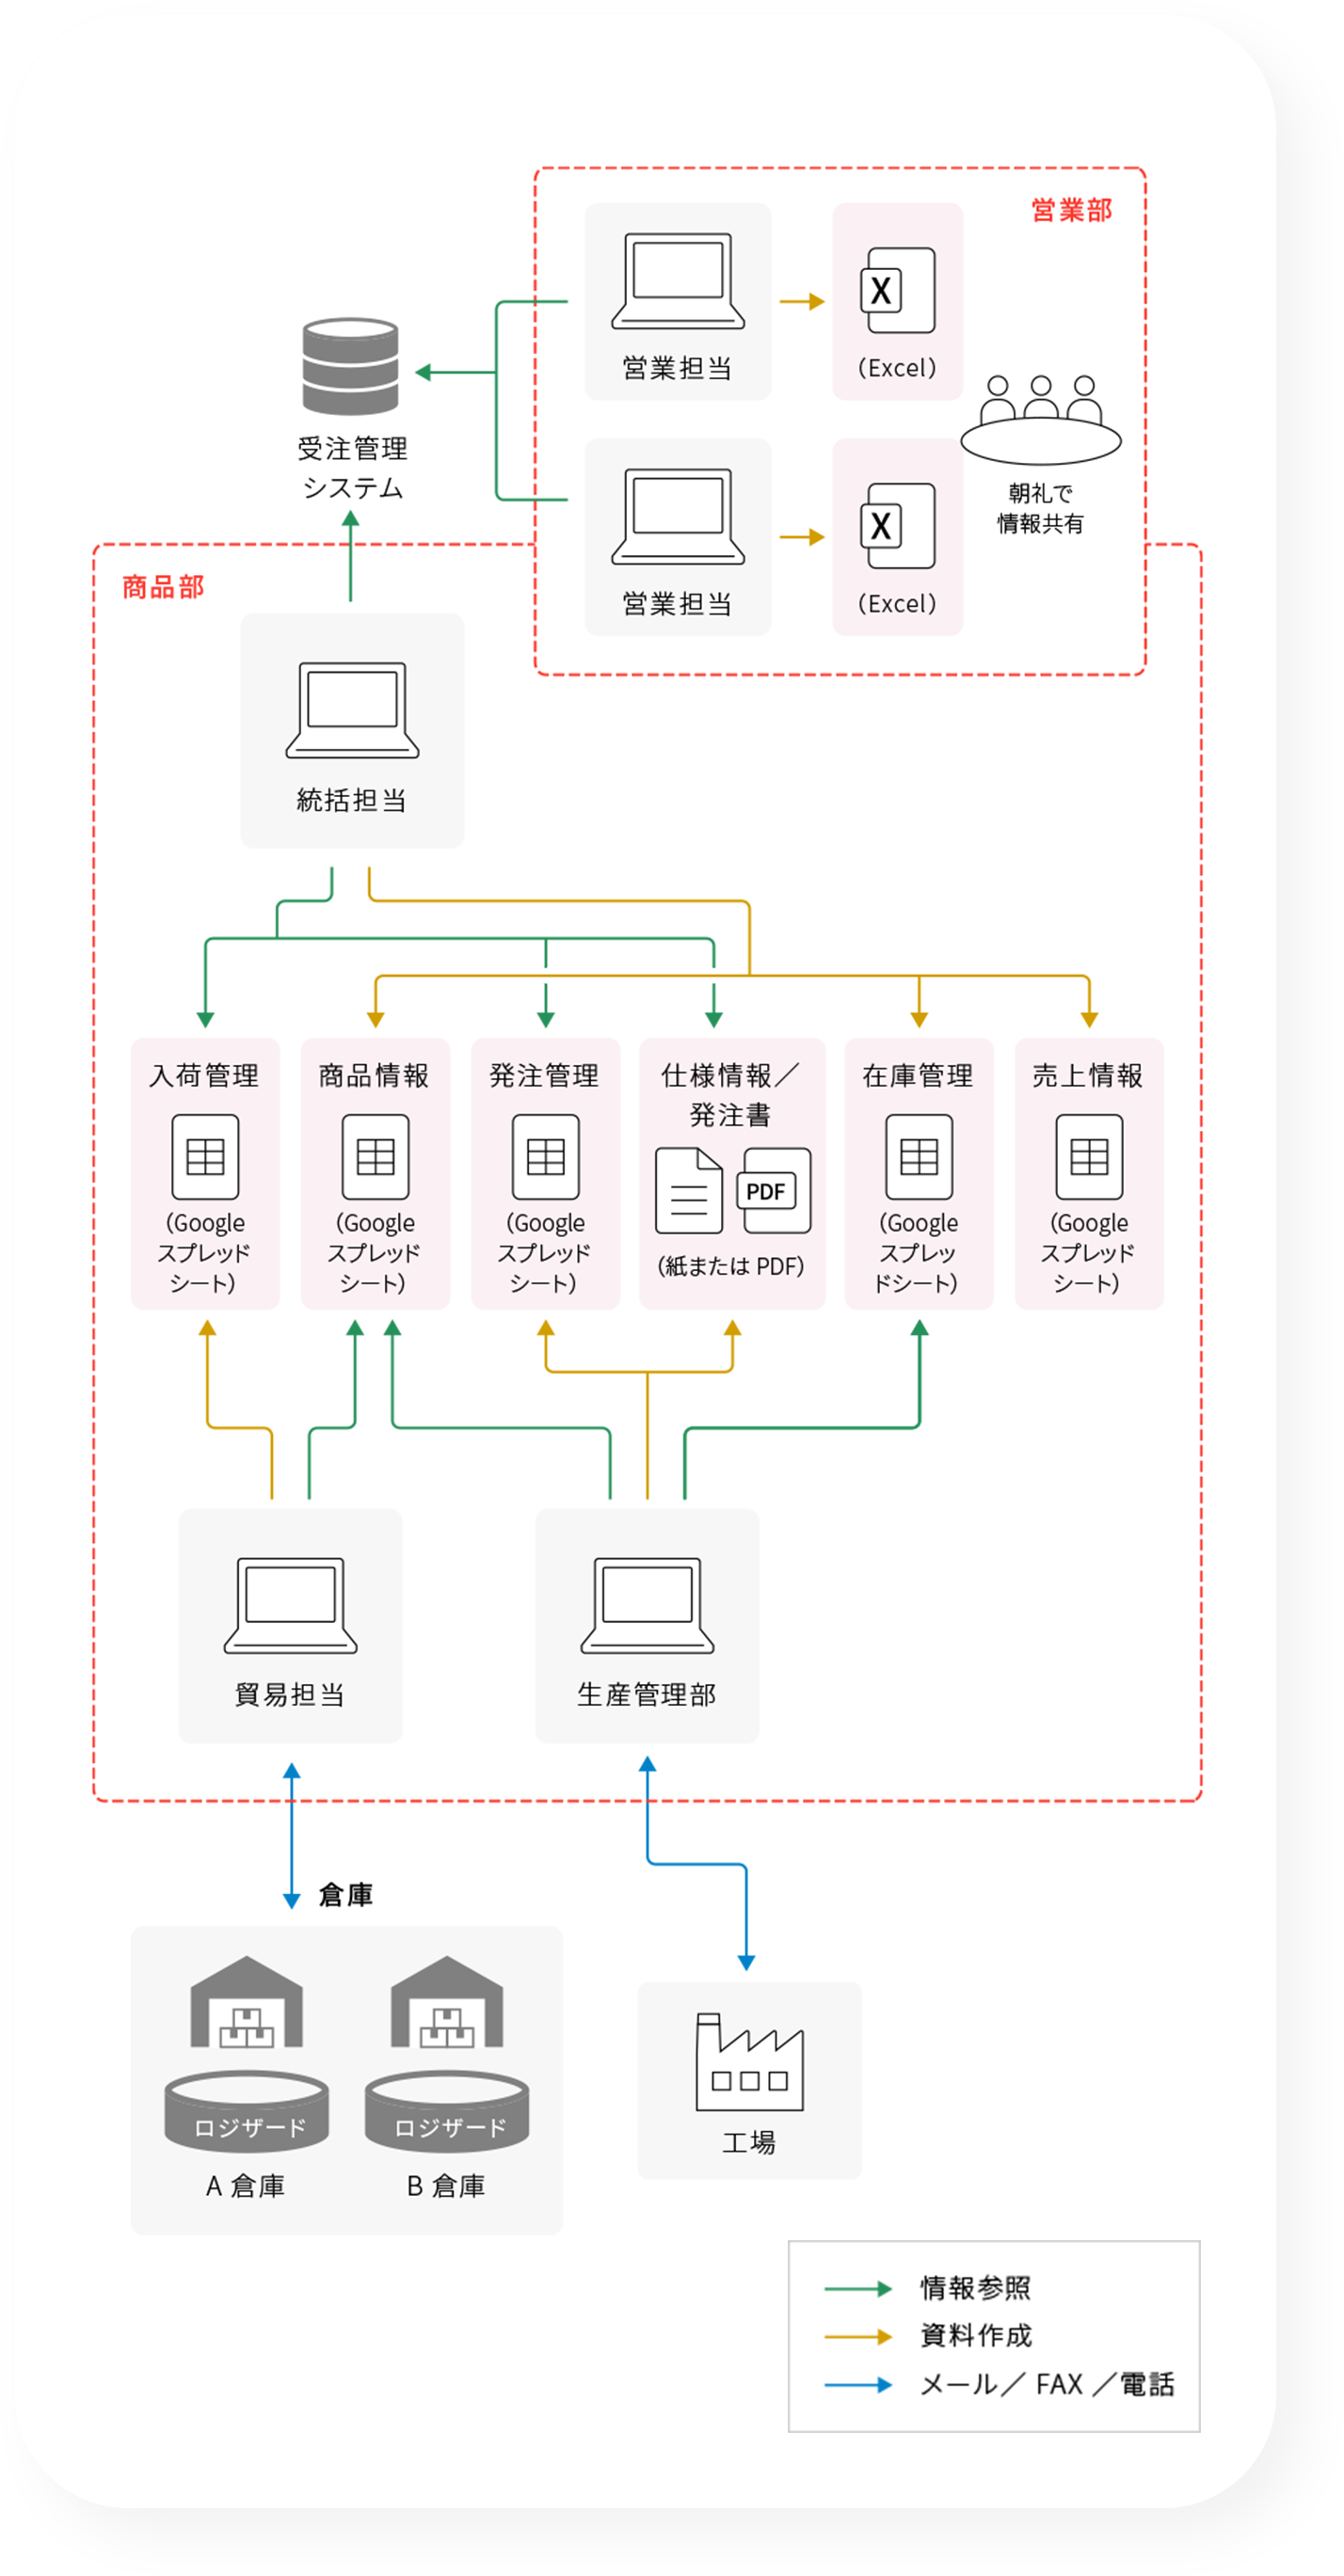 営業部
営業担当
（Excel）
受注管理
システム
朝礼で
情報共有
営業担当
（Excel）
商品部
統括担当
入荷管理
（Google
スプレッド
シート）
商品情報
（Google
スプレッド
シート）
発注管理
（Google
スプレッド
シート）
仕様情報／
発注書
PDF
（紙または PDF）
在庫管理
（Google
スプレッ
ドシート）
売上情報
（Google
スプレッド
シート）
貿易担当
生産管理部
倉庫
ロジザード
A 倉庫
ロジザード
B 倉庫
工場
情報参照
資料作成
メール／ FAX ／電話